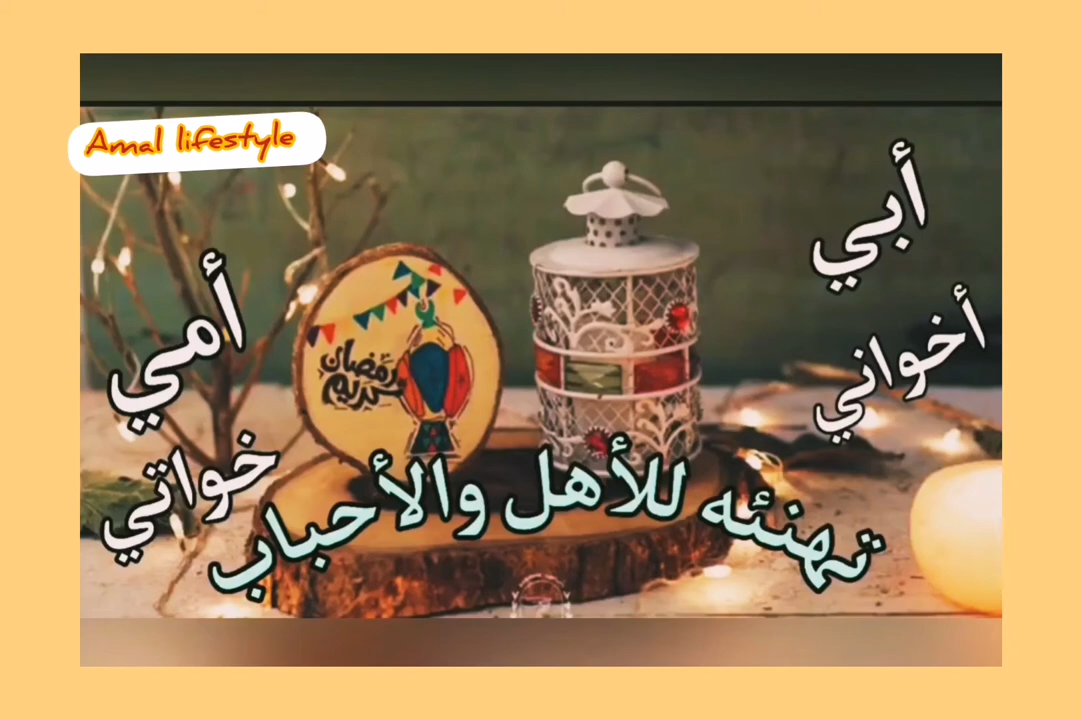 Amal lifestyle
أبي
أخواني
أمي
خواتي
رمضان
كريم
تهنئه للأهل والأحباب